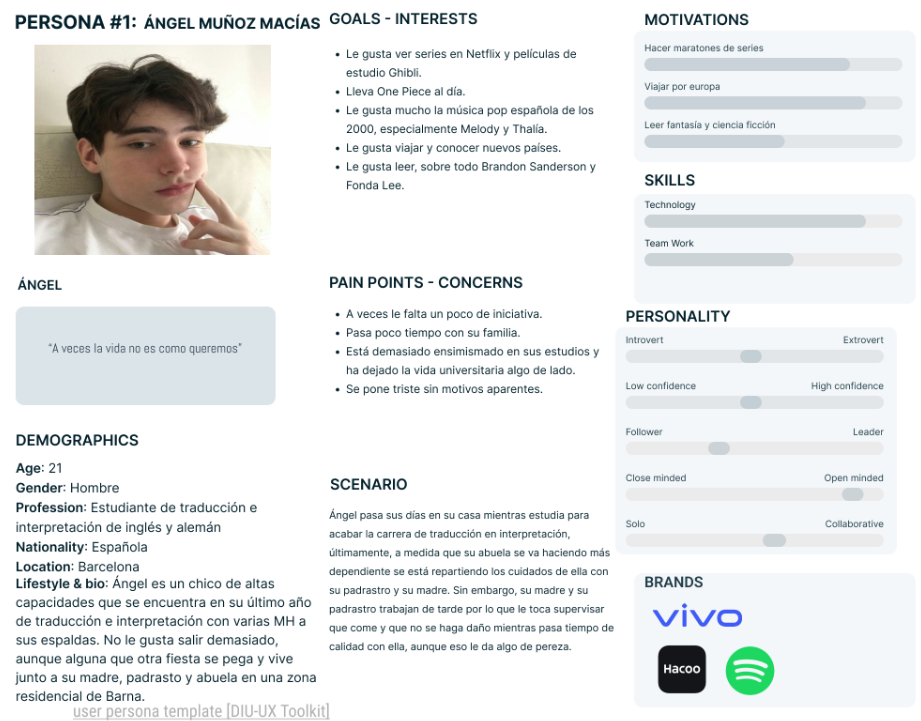 PERSONA #1: ÁNGEL MUÑOZ MACÍAS
ÁNGEL
“A veces la vida no es como queremos”
DEMOGRAPHICS
Age: 21
Gender: Hombre
Profession: Estudiante de traducción e
interpretación de inglés y alemán
Nationality: Española
Location: Barcelona
Lifestyle & bio: Ángel es un chico de altas
capacidades que se encuentra en su último año
de traducción e interpretación con varias MH a
sus espaldas. No le gusta salir demasiado,
aunque alguna que otra fiesta se pega y vive
junto a su madre, padrasto y abuela en una zona
residencial de Barna.
user persona template [DIU-UX Toolkit]
GOALS - INTERESTS
• Le gusta ver series en Netflix y películas de
estudio Ghibli.
• Lleva One Piece al día.
• Le gusta mucho la música pop española de los
2000, especialmente Melody y Thalía.
• Le gusta viajar y conocer nuevos países.
• Le gusta leer, sobre todo Brandon Sanderson y
Fonda Lee.
PAIN POINTS - CONCERNS
• A veces le falta un poco de iniciativa.
• Pasa poco tiempo con su familia.
• Está demasiado ensimismado en sus estudios y
ha dejado la vida universitaria algo de lado.
• Se pone triste sin motivos aparentes.
SCENARIO
Ángel pasa sus días en su casa mientras estudia para
acabar la carrera de traducción en interpretación,
últimamente, a medida que su abuela se va haciendo más
dependiente se está repartiendo los cuidados de ella con
su padrastro y su madre. Sin embargo, su madre y su
padrastro trabajan de tarde por lo que le toca supervisar
que come y que no se haga daño mientras pasa tiempo de
calidad con ella, aunque eso le da algo de pereza.
MOTIVATIONS
Hacer maratones de series
Viajar por europa
Leer fantasía y ciencia ficción
SKILLS
Technology
Team Work
PERSONALITY
Introvert Extrovert
Low confidence High confidence
Follower Leader
Close minded Open minded
Solo Collaborative
BRANDS
vivo
Hacoo